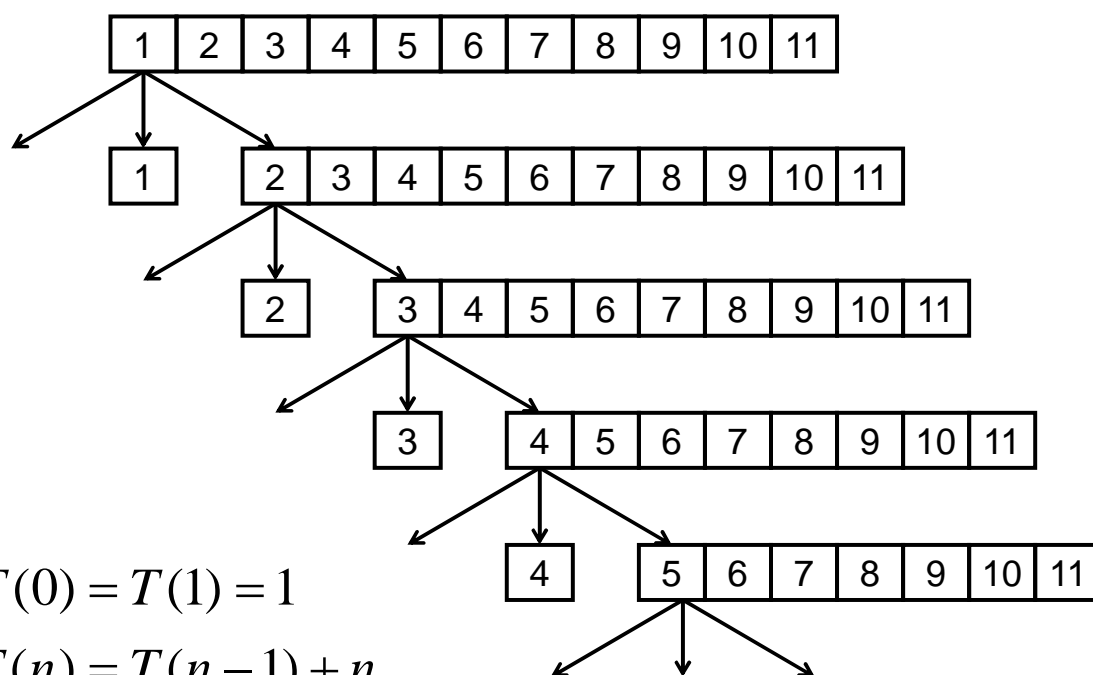 1 2 3 4 5 6 7 8 9 10 11
1 2 3 4 5 6 7 8 9 10 11
2 3 4 5 6 7 8 9 10 11
3 4 5 6 7 8 9 10 11
4 5 6 7 8 9 10 11
T(0) = T(1) = 1
T(n) = T(n – 1) + n